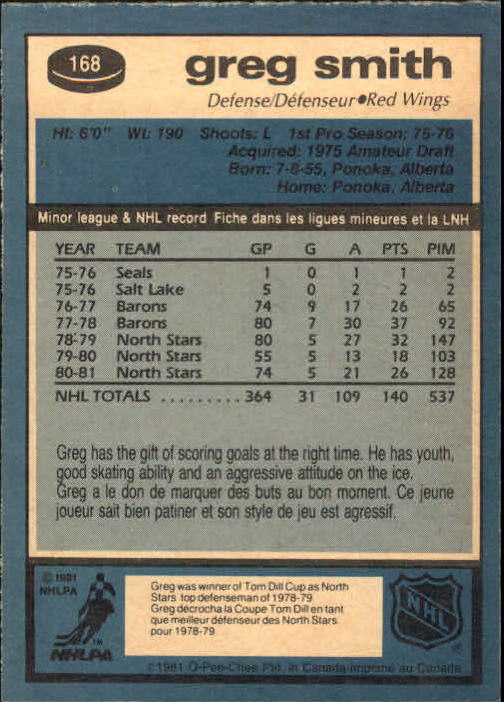 168
greg smith
Defense/Défenseur●Red Wings
Ht: 6'0" Wt: 190 Shoots: L 1st Pro Season: 75-76
Acquired: 1975 Amateur Draft
Born: 7-8-55, Ponoka, Alberta
Home: Ponoka, Alberta
Minor league & NHL record Fiche dans les ligues mineures et la LNH
YEAR TEAM GP G A PTS PIM
75-76 Seals 1 0 1 1 2
75-76 Salt Lake 5 0 2 2 2
76-77 Barons 74 9 17 26 65
77-78 Barons 80 7 30 37 92
78-79 North Stars 80 5 27 32 147
79-80 North Stars 55 5 13 18 103
80-81 North Stars 74 5 21 26 128
NHL TOTALS ......... 364 31 109 140 537
Greg has the gift of scoring goals at the right time. He has youth,
good skating ability and an aggressive attitude on the ice.
Greg a le don de marquer des buts au bon moment. Ce jeune
joueur sait bien patiner et son style de jeu est agressif.
© 1981
NHLPA
TM
NHLPA
Greg was winner of Tom Dill Cup as North
Stars top defenseman of 1978-79
Greg décrocha la Coupe Tom Dill en tant
que meilleur défenseur des North Stars
pour 1978-79
NHL
®
© 1981 O-Pee-Chee Ptd. in Canada/Imprimé au Canada